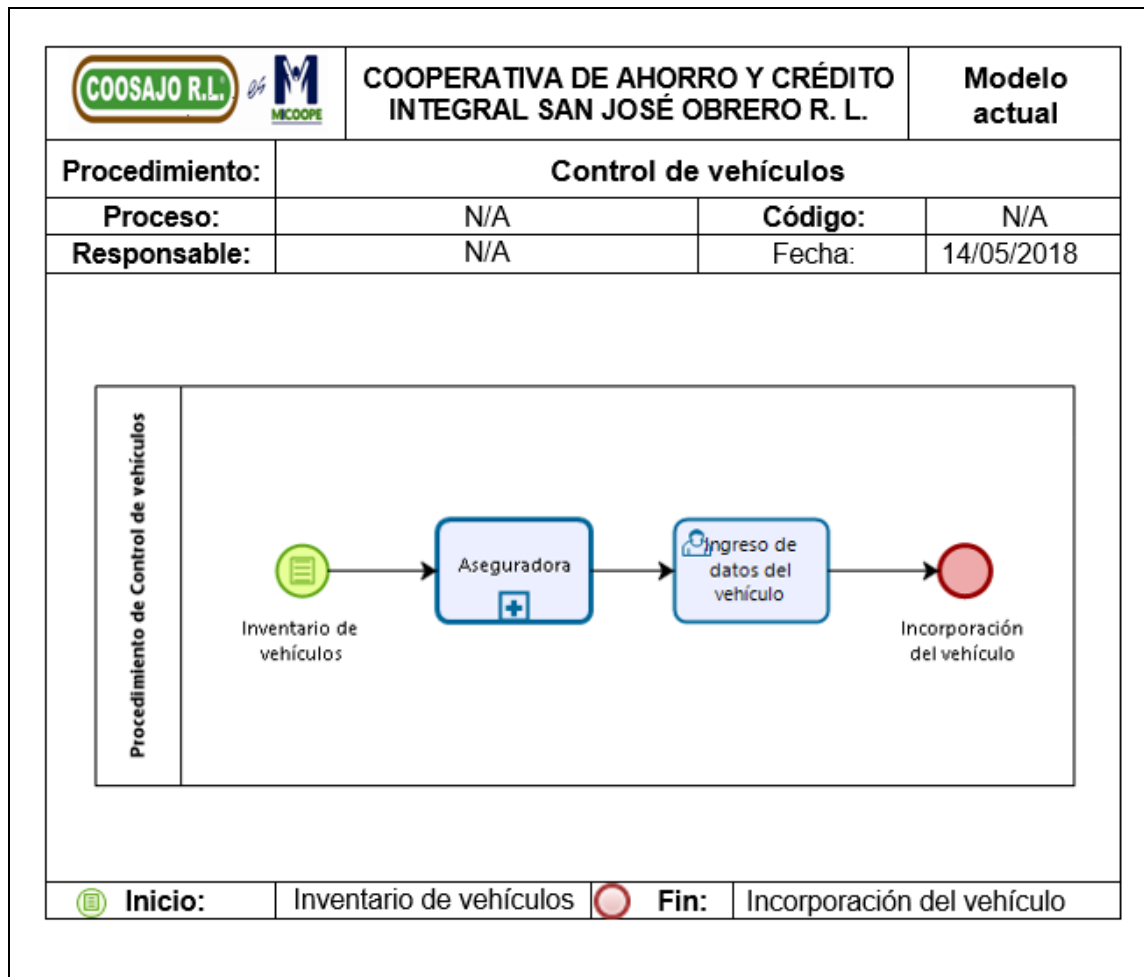 COOSAJO R.L. es MICOOPE
COOPERATIVA DE AHORRO Y CRÉDITO
INTEGRAL SAN JOSÉ OBRERO R. L.
Modelo
actual
Procedimiento:
Control de vehículos
Proceso:
N/A
Código:
N/A
Responsable:
N/A
Fecha:
14/05/2018
Procedimiento de Control de vehículos
Inventario de
vehículos
Aseguradora
Ingreso de
datos del
vehículo
Incorporación
del vehículo
Inicio:
Inventario de vehículos
Fin:
Incorporación del vehículo